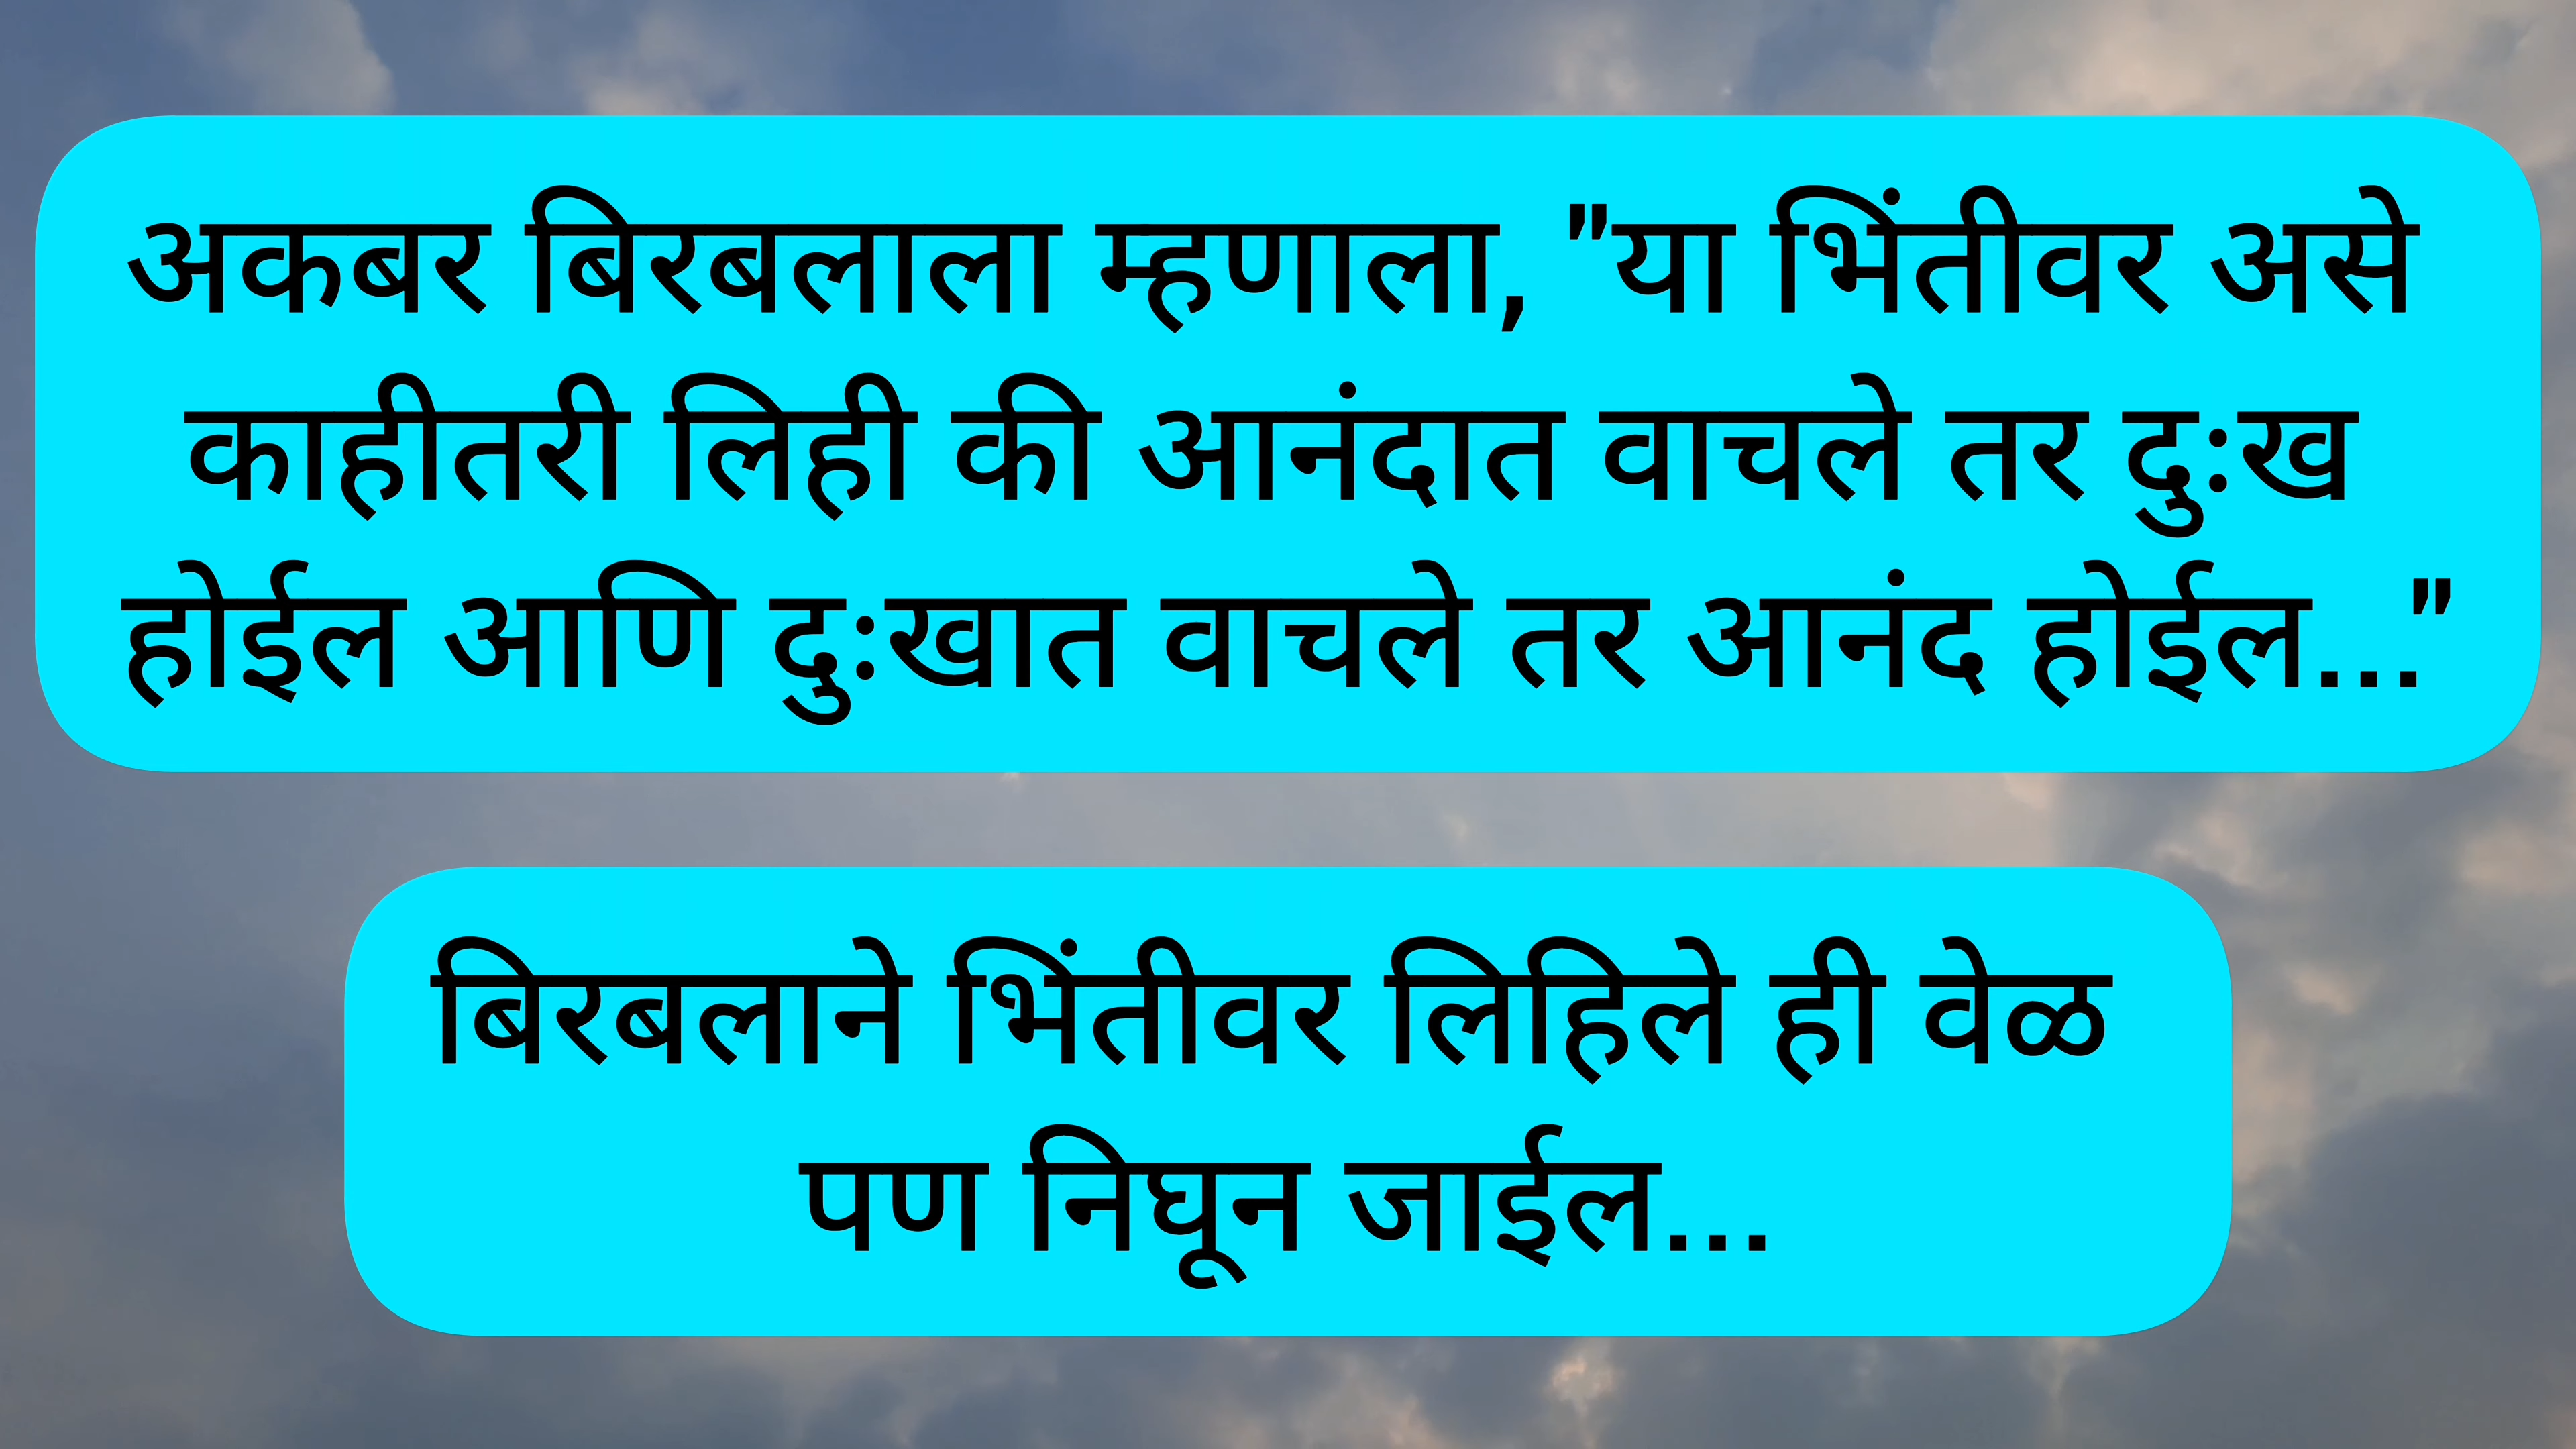 अकबर बिरबलाला म्हणाला, "या भिंतीवर असे
काहीतरी लिही की आनंदात वाचले तर दु:ख
होईल आणि दु:खात वाचले तर आनंद होईल..."
बिरबलाने भिंतीवर लिहिले ही वेळ
पण निघून जाईल...